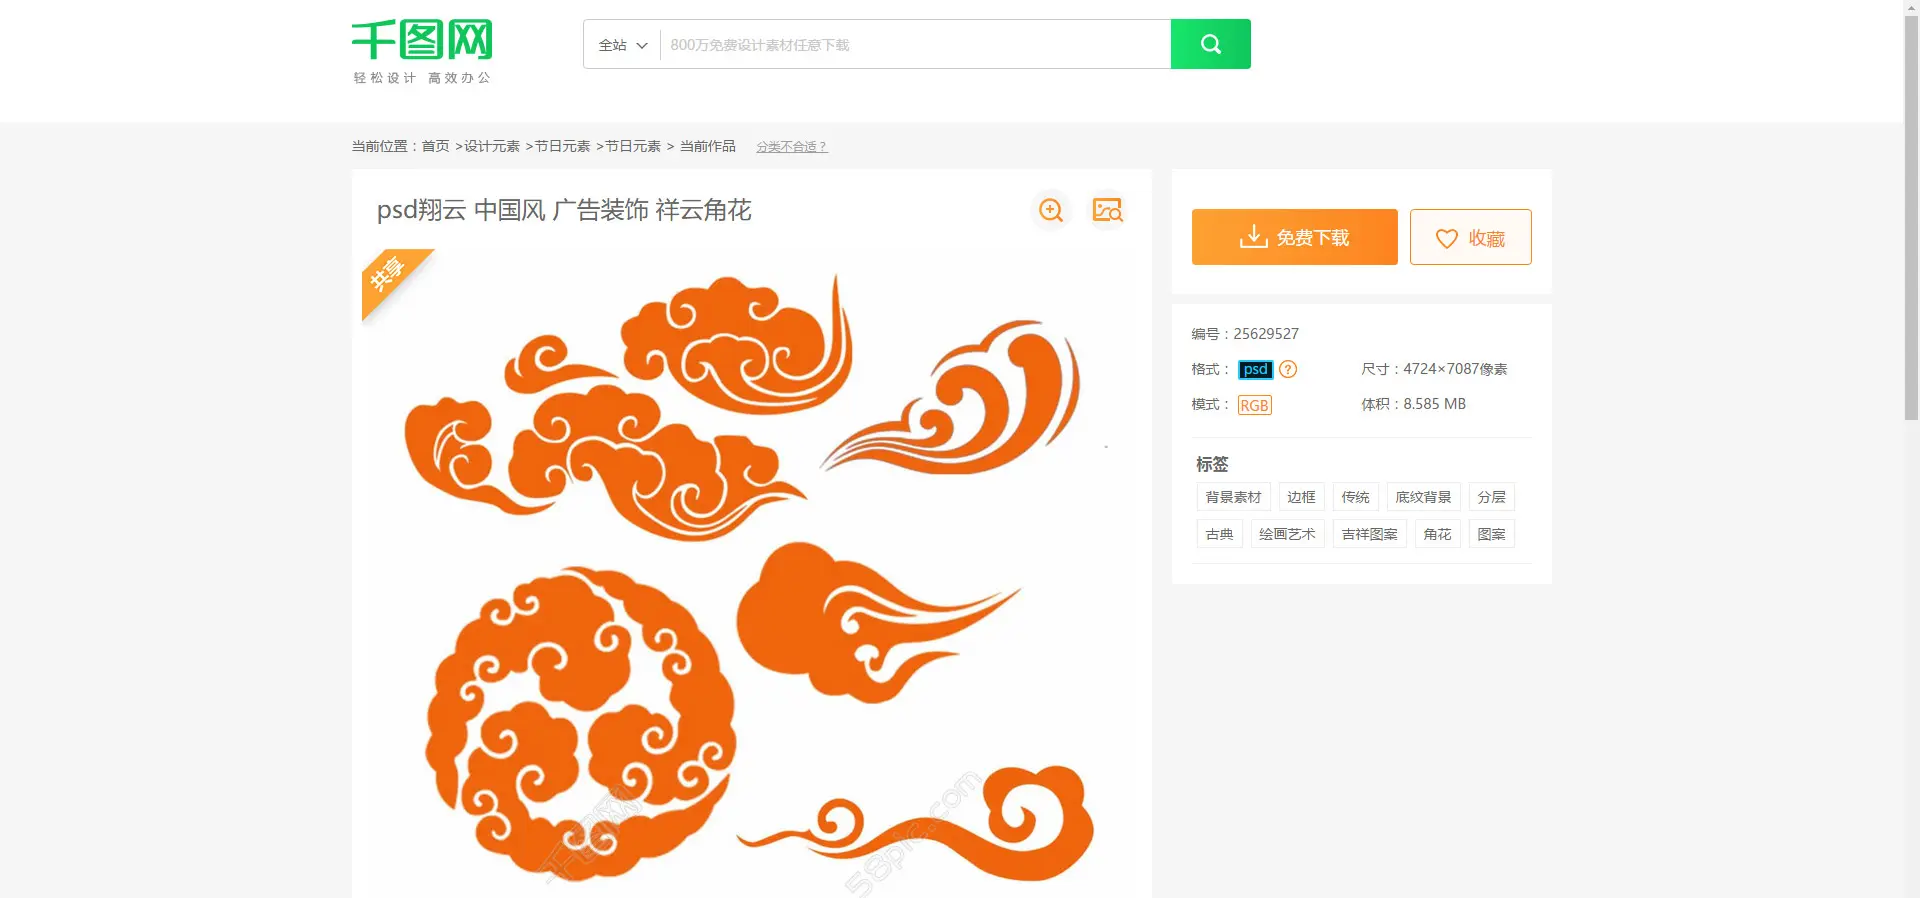 千图网
轻松设计 高效办公
全站 800万免费设计素材任意下载
当前位置：首页 >设计元素 >节日元素 >节日元素 > 当前作品 分类不合适？
psd翔云 中国风 广告装饰 祥云角花
共享
免费下载 收藏
编号：25629527
格式： psd ? 尺寸：4724×7087像素
模式： RGB 体积：8.585 MB
标签
背景素材 边框 传统 底纹背景 分层
古典 绘画艺术 吉祥图案 角花 图案
千图网
58pic.com